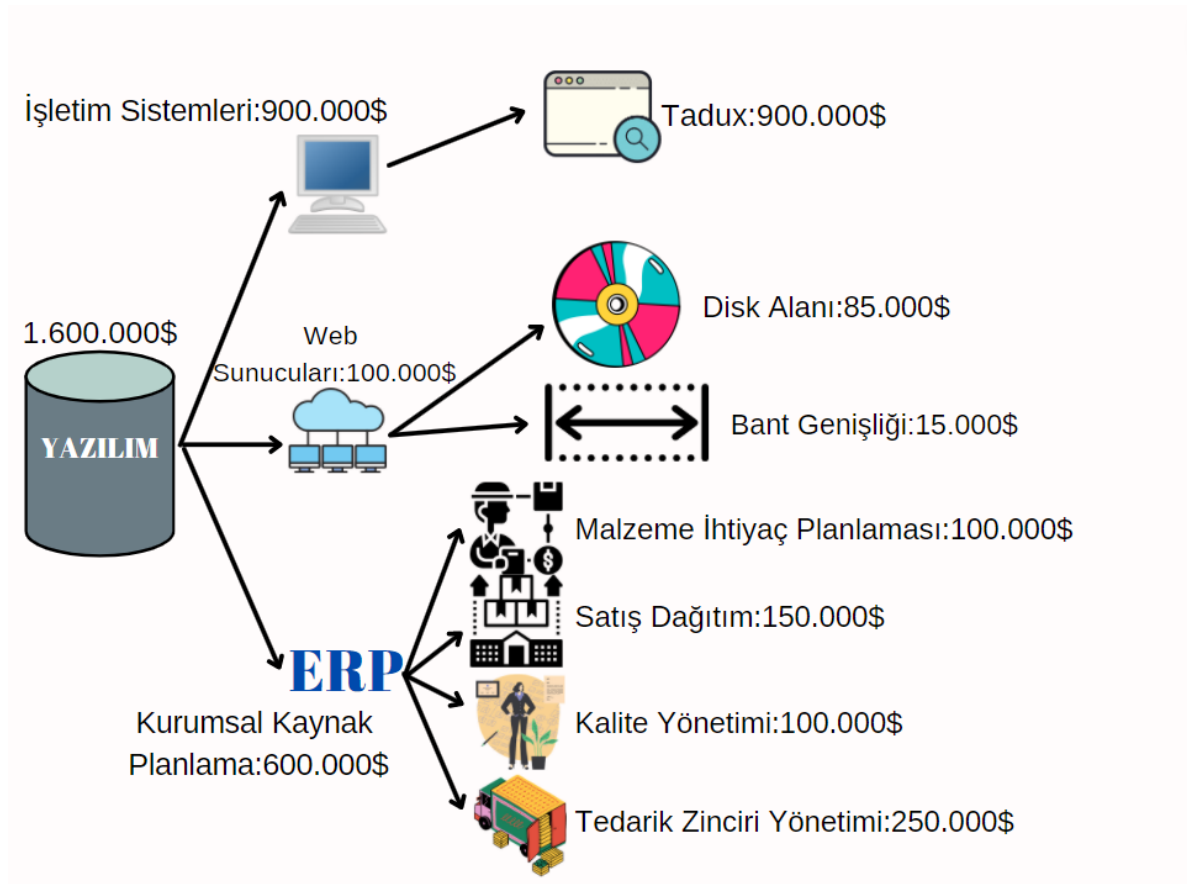 İşletim Sistemleri:900.000$
Tadux:900.000$
1.600.000$
YAZILIM
Web
Sunucuları:100.000$
Disk Alanı:85.000$
Bant Genişliği:15.000$
Malzeme İhtiyaç Planlaması:100.000$
Satış Dağıtım:150.000$
ERP
Kurumsal Kaynak
Planlama:600.000$
Kalite Yönetimi:100.000$
Tedarik Zinciri Yönetimi:250.000$